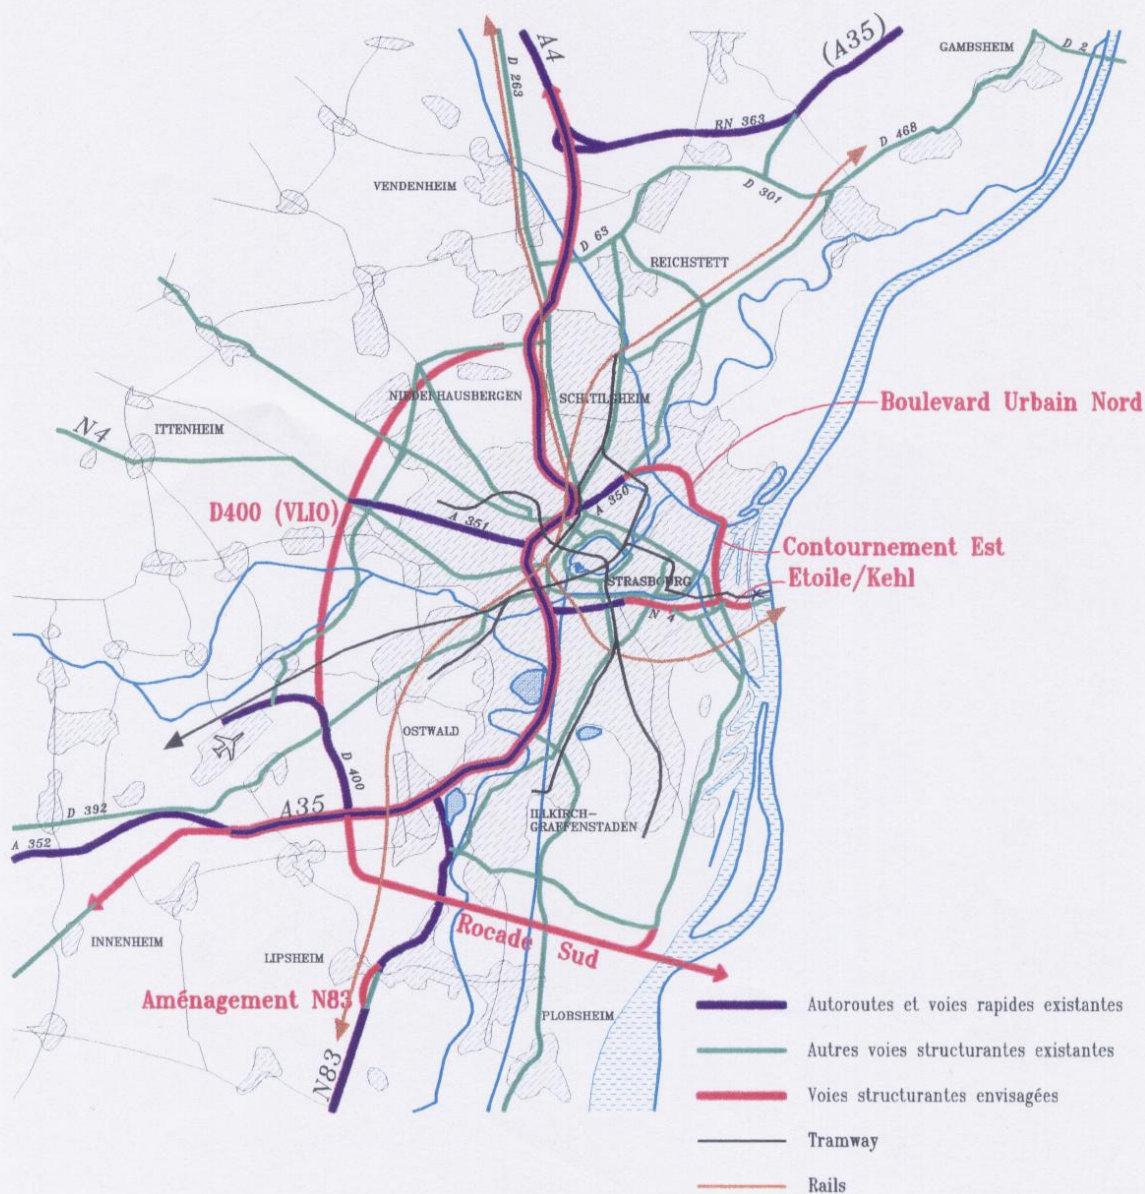 A4
(A35)
GAMBSHEIM
D 2
D 263
RN 363
D 468
VENDENHEIM
D 301
D 63
REICHSTETT
NIEDERHAUSBERGEN
SCHILTIGHEIM
Boulevard Urbain Nord
N4
ITTENHEIM
D400 (VLIO)
A 351
A 350
Contournement Est
Etoile/Kehl
STRASBOURG
N 4
OSTWALD
D 400
D 392
A35
A 352
ILLKIRCH-
GRAFFENSTADEN
Rocade Sud
INNENHEIM
LIPSHEIM
Aménagement N83
PLOBSHEIM
N83
Autoroutes et voies rapides existantes
Autres voies structurantes existantes
Voies structurantes envisagées
Tramway
Rails